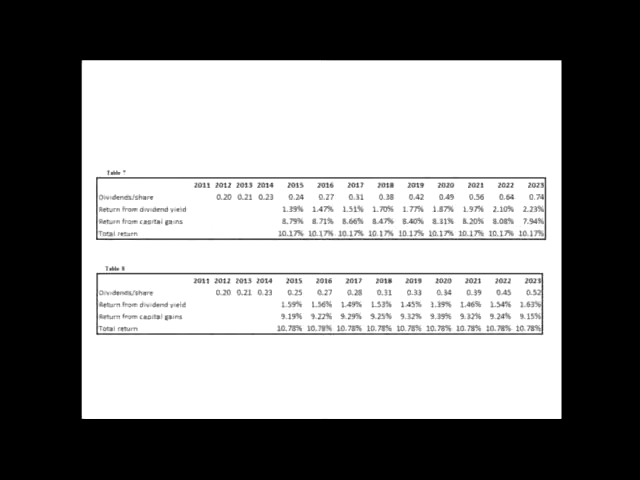 Table 7
2011 2012 2013 2014 2015 2016 2017 2018 2019 2020 2021 2022 2023
Dividends/share 0.20 0.21 0.23 0.24 0.27 0.31 0.38 0.42 0.49 0.56 0.64 0.74
Return from dividend yield 1.39% 1.47% 1.51% 1.70% 1.77% 1.87% 1.97% 2.10% 2.23%
Return from capital gains 8.79% 8.71% 8.66% 8.47% 8.40% 8.31% 8.20% 8.08% 7.94%
Total return 10.17% 10.17% 10.17% 10.17% 10.17% 10.17% 10.17% 10.17% 10.17%
Table 8
2011 2012 2013 2014 2015 2016 2017 2018 2019 2020 2021 2022 2023
Dividends/share 0.20 0.21 0.23 0.25 0.27 0.28 0.31 0.33 0.34 0.39 0.45 0.52
Return from dividend yield 1.59% 1.56% 1.49% 1.53% 1.45% 1.39% 1.46% 1.54% 1.63%
Return from capital gains 9.19% 9.22% 9.29% 9.25% 9.32% 9.39% 9.32% 9.24% 9.15%
Total return 10.78% 10.78% 10.78% 10.78% 10.78% 10.78% 10.78% 10.78% 10.78%